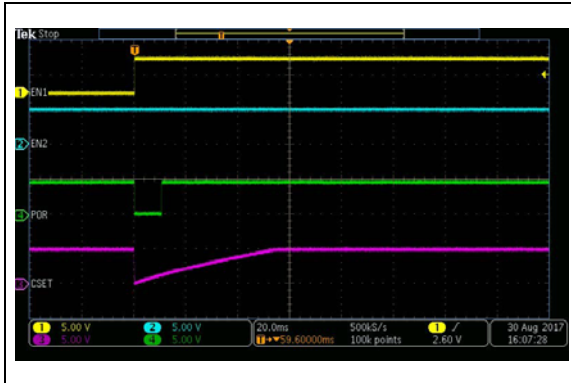 Tek Stop
T
1 EN1
2 EN2
4 POR
3 CSET
1 5.00 V 2 5.00 V 20.0ms 500kS/s 1 2.60 V
3 5.00 V 4 5.00 V T→▼59.60000ms 100k points
30 Aug 2017
16:07:28